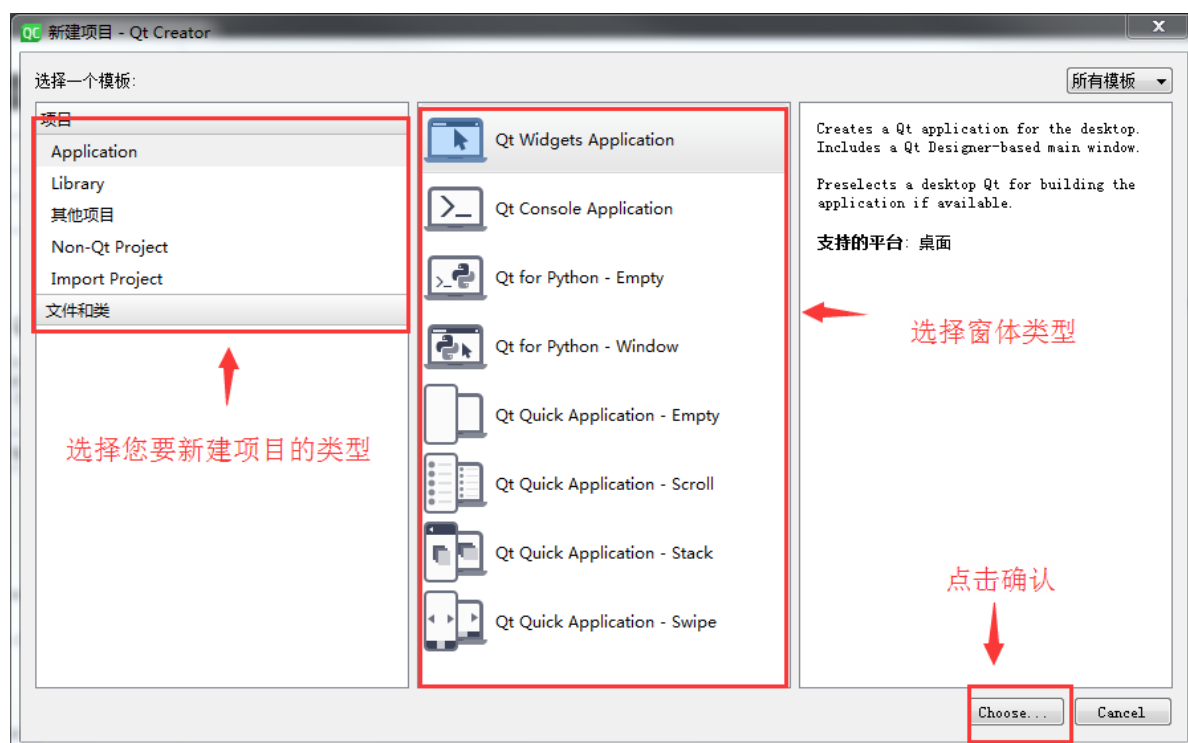 QC 新建项目 - Qt Creator
x
选择一个模板:
所有模板
项目
Application
Library
其他项目
Non-Qt Project
Import Project
文件和类
选择您要新建项目的类型
Qt Widgets Application
Qt Console Application
Qt for Python - Empty
Qt for Python - Window
Qt Quick Application - Empty
Qt Quick Application - Scroll
Qt Quick Application - Stack
Qt Quick Application - Swipe
Creates a Qt application for the desktop.
Includes a Qt Designer-based main window.
Preselects a desktop Qt for building the
application if available.
支持的平台: 桌面
选择窗体类型
点击确认
Choose...
Cancel